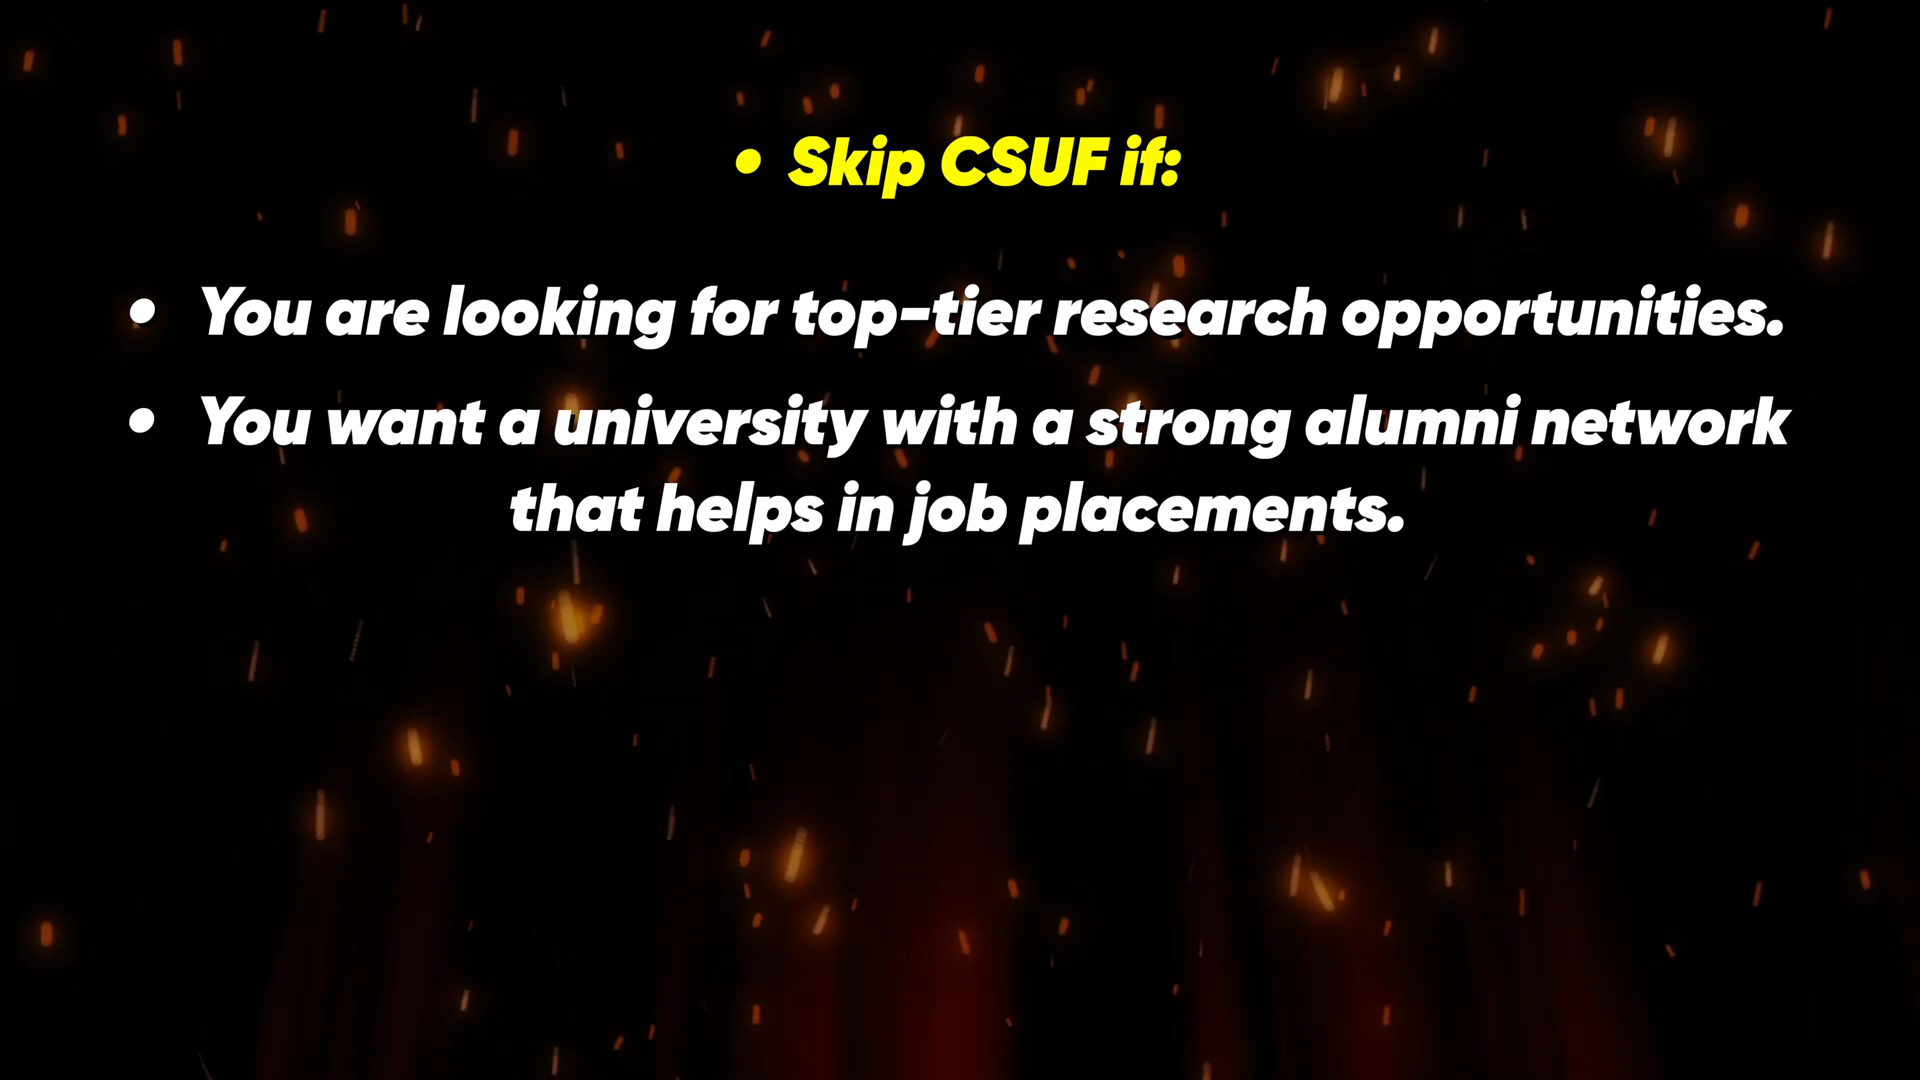 • Skip CSUF if:
• You are looking for top-tier research opportunities.
• You want a university with a strong alumni network
that helps in job placements.